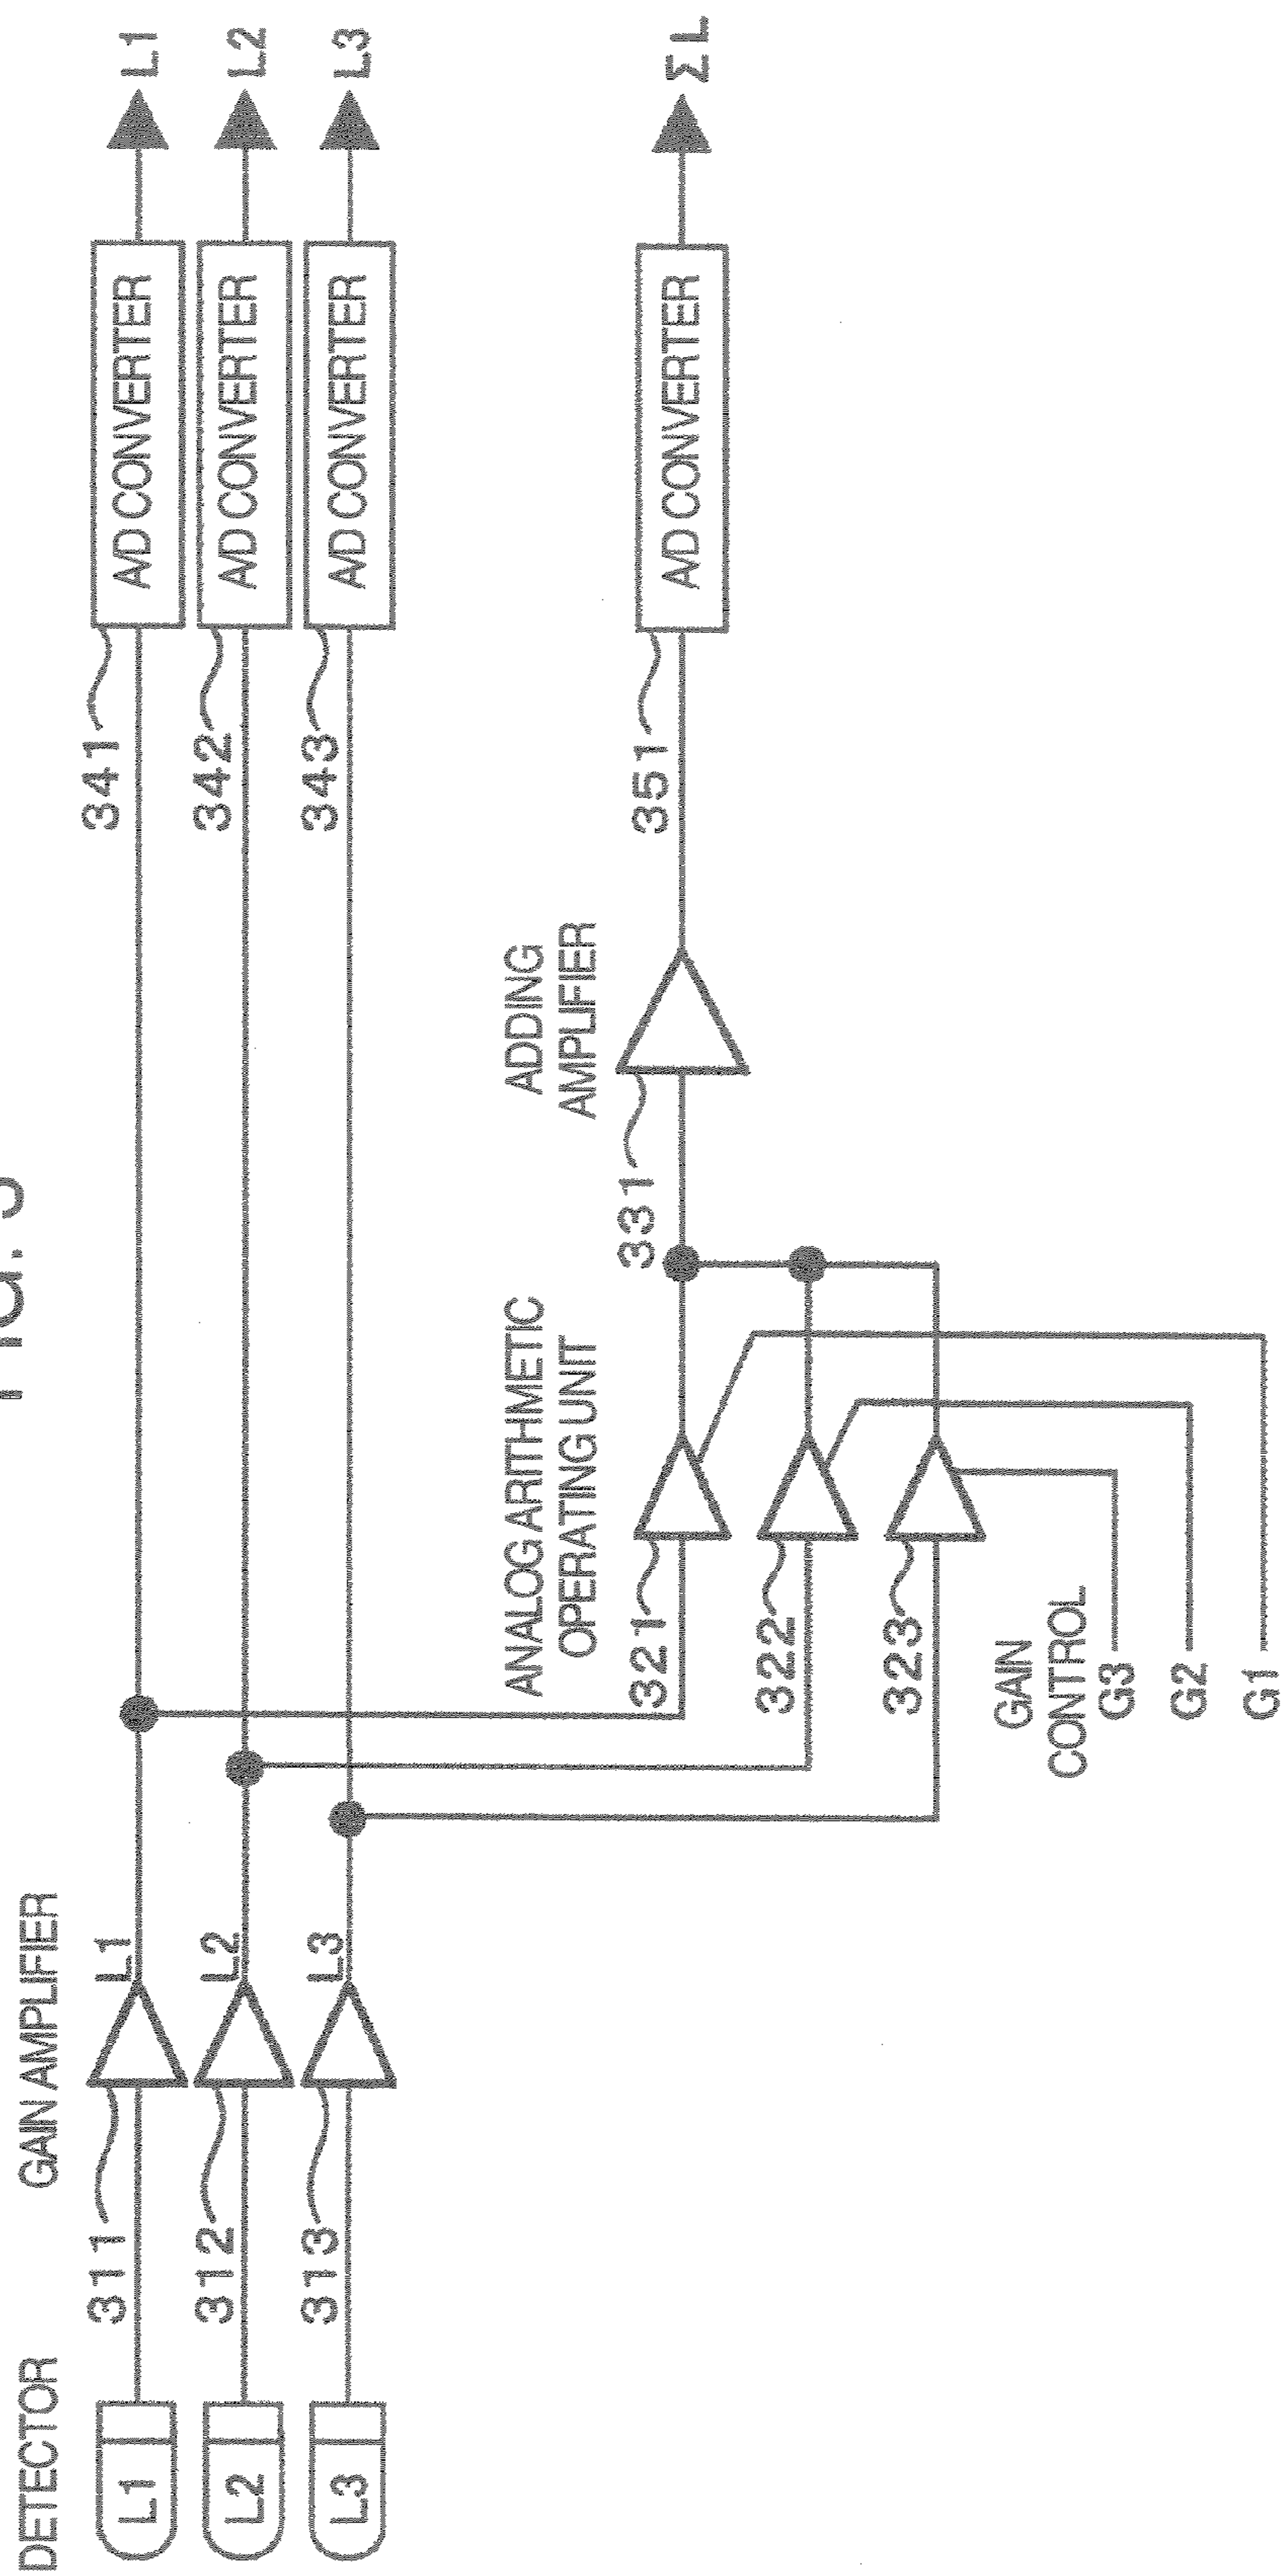 DETECTOR
GAIN AMPLIFIER
L1
311
L1
341
A/D CONVERTER
L1
L2
312
L2
342
A/D CONVERTER
L2
L3
313
L3
343
A/D CONVERTER
L3
ANALOG ARITHMETIC
OPERATING UNIT
ADDING
AMPLIFIER
321
331
351
A/D CONVERTER
ΣL
322
323
GAIN
CONTROL
G3
G2
G1